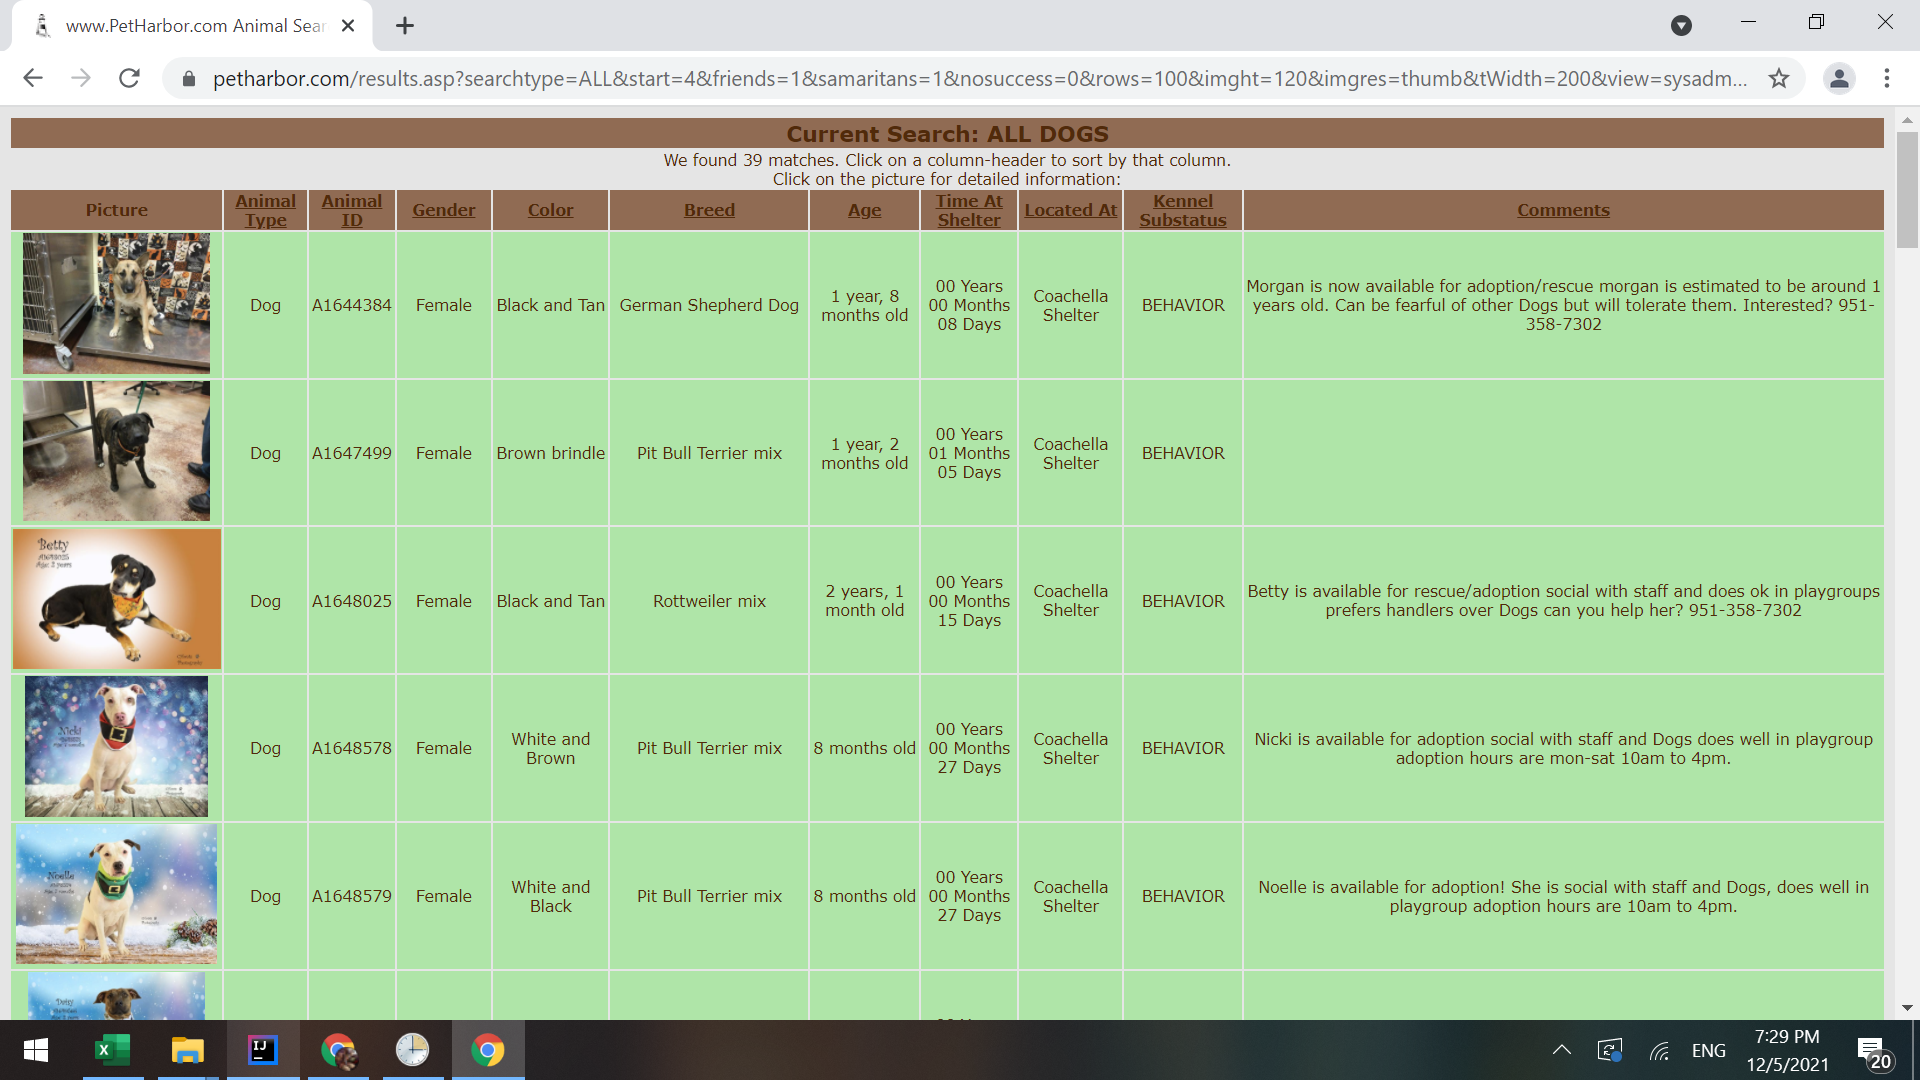 www.PetHarbor.com Animal Sear
petharbor.com/results.asp?searchtype=ALL&start=4&friends=1&samaritans=1&nosuccess=0&rows=100&imght=120&imgres=thumb&tWidth=200&view=sysadm...
Current Search: ALL DOGS
We found 39 matches. Click on a column-header to sort by that column.
Click on the picture for detailed information:
Picture
Animal
Type
Animal
ID
Gender
Color
Breed
Age
Time At
Shelter
Located At
Kennel
Substatus
Comments
Dog
A1644384
Female
Black and Tan
German Shepherd Dog
1 year, 8
months old
00 Years
00 Months
08 Days
Coachella
Shelter
BEHAVIOR
Morgan is now available for adoption/rescue morgan is estimated to be around 1
years old. Can be fearful of other Dogs but will tolerate them. Interested? 951-
358-7302
Dog
A1647499
Female
Brown brindle
Pit Bull Terrier mix
1 year, 2
months old
00 Years
01 Months
05 Days
Coachella
Shelter
BEHAVIOR
Betty
Age: 2 years
Dog
A1648025
Female
Black and Tan
Rottweiler mix
2 years, 1
month old
00 Years
00 Months
15 Days
Coachella
Shelter
BEHAVIOR
Betty is available for rescue/adoption social with staff and does ok in playgroups
prefers handlers over Dogs can you help her? 951-358-7302
Nicki
Dog
A1648578
Female
White and
Brown
Pit Bull Terrier mix
8 months old
00 Years
00 Months
27 Days
Coachella
Shelter
BEHAVIOR
Nicki is available for adoption social with staff and Dogs does well in playgroup
adoption hours are mon-sat 10am to 4pm.
Noelle
Dog
A1648579
Female
White and
Black
Pit Bull Terrier mix
8 months old
00 Years
00 Months
27 Days
Coachella
Shelter
BEHAVIOR
Noelle is available for adoption! She is social with staff and Dogs, does well in
playgroup adoption hours are 10am to 4pm.
IJ
ENG
7:29 PM
12/5/2021
20